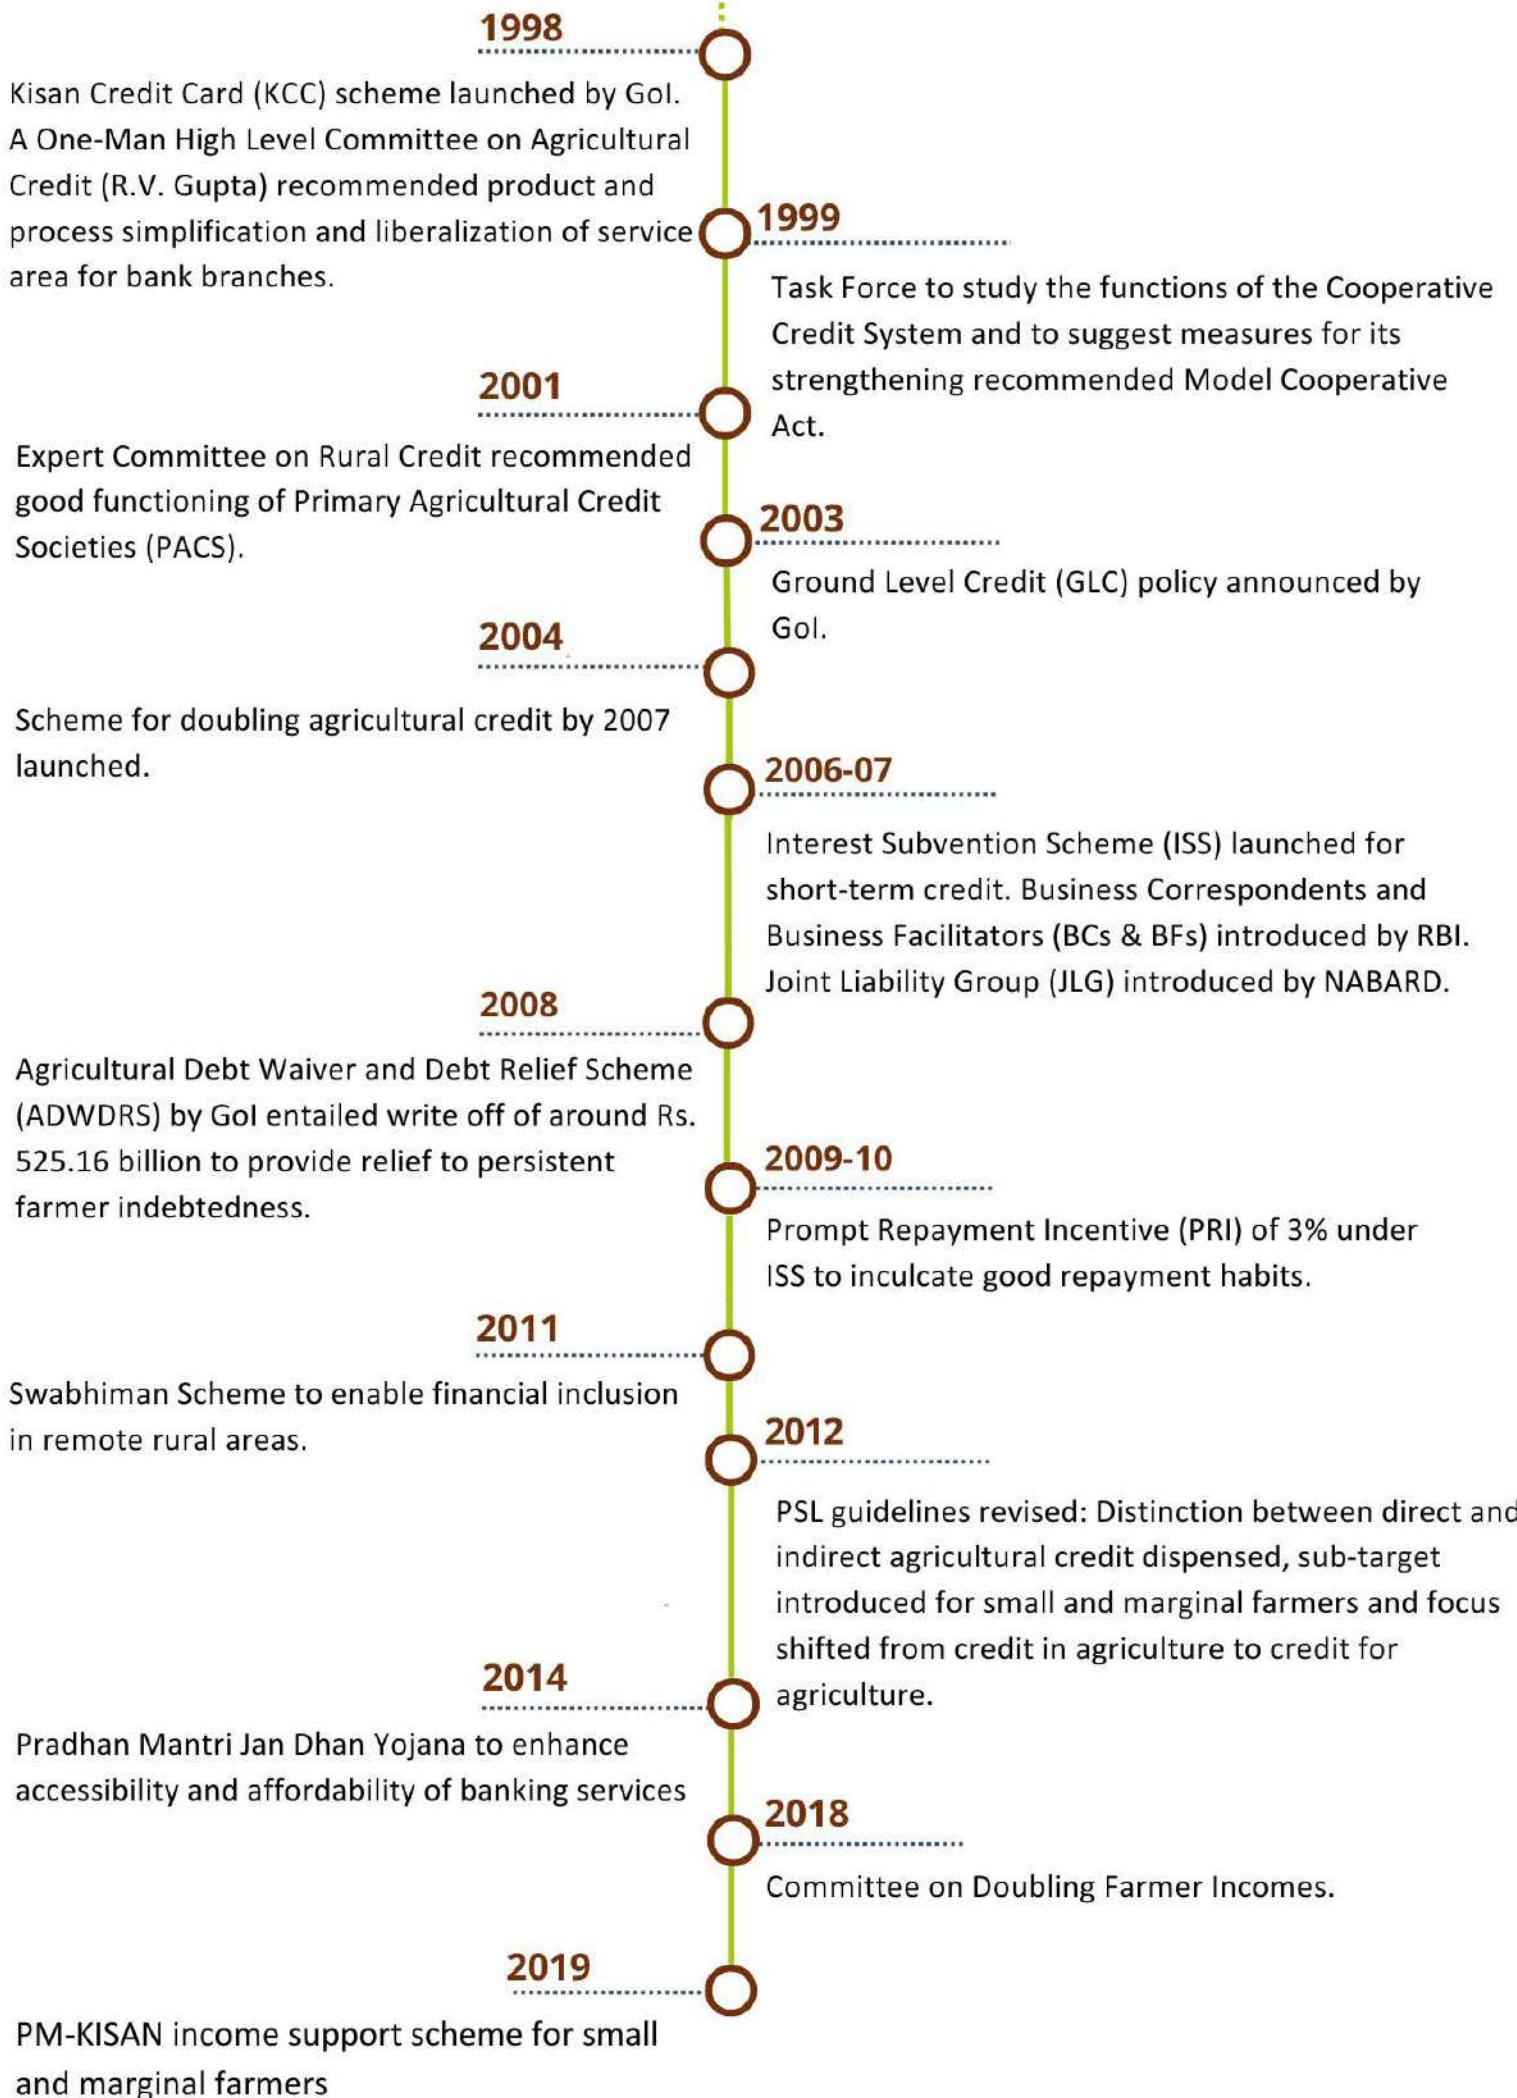 1998
Kisan Credit Card (KCC) scheme launched by GoI.
A One-Man High Level Committee on Agricultural
Credit (R.V. Gupta) recommended product and
process simplification and liberalization of service
area for bank branches.
1999
Task Force to study the functions of the Cooperative
Credit System and to suggest measures for its
strengthening recommended Model Cooperative
Act.
2001
Expert Committee on Rural Credit recommended
good functioning of Primary Agricultural Credit
Societies (PACS).
2003
Ground Level Credit (GLC) policy announced by
GoI.
2004
Scheme for doubling agricultural credit by 2007
launched.
2006-07
Interest Subvention Scheme (ISS) launched for
short-term credit. Business Correspondents and
Business Facilitators (BCs & BFs) introduced by RBI.
Joint Liability Group (JLG) introduced by NABARD.
2008
Agricultural Debt Waiver and Debt Relief Scheme
(ADWDRS) by GoI entailed write off of around Rs.
525.16 billion to provide relief to persistent
farmer indebtedness.
2009-10
Prompt Repayment Incentive (PRI) of 3% under
ISS to inculcate good repayment habits.
2011
Swabhiman Scheme to enable financial inclusion
in remote rural areas.
2012
PSL guidelines revised: Distinction between direct and
indirect agricultural credit dispensed, sub-target
introduced for small and marginal farmers and focus
shifted from credit in agriculture to credit for
agriculture.
2014
Pradhan Mantri Jan Dhan Yojana to enhance
accessibility and affordability of banking services
2018
Committee on Doubling Farmer Incomes.
2019
PM-KISAN income support scheme for small
and marginal farmers